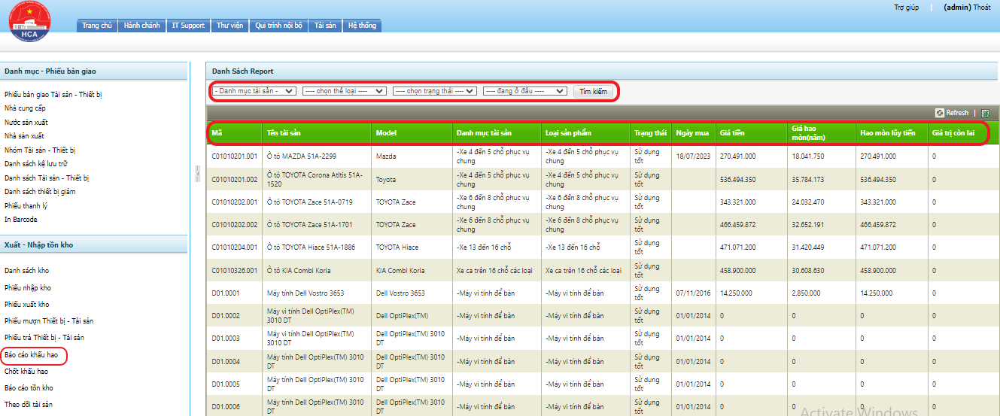 Trợ giúp | (admin) Thoát
HCA
Trang chủ Hành chánh IT Support Thư viện Qui trình nội bộ Tài sản Hệ thống
Danh mục - Phiếu bàn giao
Phiếu bàn giao Tài sản - Thiết bị
Nhà cung cấp
Nước sản xuất
Nhà sản xuất
Nhóm Tài sản - Thiết bị
Danh sách kệ lưu trữ
Danh sách Tài sản - Thiết bị
Danh sách thiết bị giảm
Phiếu thanh lý
In Barcode
Xuất - Nhập tồn kho
Danh sách kho
Phiếu nhập kho
Phiếu xuất kho
Phiếu mượn Thiết bị - Tài sản
Phiếu trả Thiết bị - Tài sản
Báo cáo khấu hao
Chốt khấu hao
Báo cáo tồn kho
Theo dõi tài sản
Danh Sách Report
- Danh mục tài sản - ---- chọn thể loại ---- ---- chọn trạng thái ---- ---- đang ở đâu ---- Tìm kiếm
Refresh |
Mã Tên tài sản Model Danh mục tài sản Loại sản phẩm Trạng thái Ngày mua Giá tiền Giá hao mòn(năm) Hao mòn lũy tiến Giá trị còn lai
C01010201.001 Ô tô MAZDA 51A-2299 Mazda -Xe 4 đến 5 chỗ phục vụ chung -Xe 4 đến 5 chỗ phục vụ chung Sử dụng tốt 18/07/2023 270.491.000 18.041.750 270.491.000 0
C01010201.002 Ô tô TOYOTA Corona Atltis 51A-1520 Toyota -Xe 4 đến 5 chỗ phục vụ chung -Xe 4 đến 5 chỗ phục vụ chung Sử dụng tốt 536.494.350 35.784.173 536.494.350 0
C01010202.001 Ô tô TOYOTA Zace 51A-0719 TOYOTA Zace -Xe 6 đến 8 chỗ phục vụ chung -Xe 6 đến 8 chỗ phục vụ chung Sử dụng tốt 343.321.000 24.032.470 343.321.000 0
C01010202.002 Ô tô TOYOTA Zace 51A-1701 TOYOTA Zace -Xe 6 đến 8 chỗ phục vụ chung -Xe 6 đến 8 chỗ phục vụ chung Sử dụng tốt 466.459.872 32.652.191 466.459.872 0
C01010204.001 Ô tô TOYOTA Hiace 51A-1886 TOYOTA Hiace -Xe 13 đến 16 chỗ -Xe 13 đến 16 chỗ Sử dụng tốt 471.071.200 31.420.449 471.071.200 0
C01010326.001 Ô tô KIA Combi Koria KIA Combi Koria Xe ca trên 16 chỗ các loại Xe ca trên 16 chỗ các loại Sử dụng tốt 458.900.000 30.608.630 458.900.000 0
D01.0001 Máy tính Dell Vostro 3653 Dell Vostro 3653 -Máy vi tính để bàn -Máy vi tính để bàn Sử dụng tốt 07/11/2016 14.250.000 2.850.000 14.250.000 0
D01.0002 Máy vi tính Dell OptiPlex(TM) 3010 DT Dell OptiPlex(TM) -Máy vi tính để bàn -Máy vi tính để bàn Sử dụng tốt 01/01/2014 0 0 0 0
D01.0003 Máy vi tính Dell OptiPlex(TM) 3010 DT Dell OptiPlex(TM) 3010 DT -Máy vi tính để bàn -Máy vi tính để bàn Sử dụng tốt 01/01/2014 0 0 0 0
D01.0004 Máy tính Dell OptiPlex(TM) 3010 DT Dell OptiPlex(TM) 3010 DT -Máy vi tính để bàn -Máy vi tính để bàn Sử dụng tốt 01/01/2014 0 0 0 0
D01.0005 Máy tính Dell OptiPlex(TM) 3010 DT Dell OptiPlex(TM) 3010 DT -Máy vi tính để bàn -Máy vi tính để bàn Sử dụng tốt 01/01/2014 0 0 0 0
D01.0006 Máy tính Dell OptiPlex(TM) 3010 DT Dell OptiPlex(TM) 3010 DT -Máy vi tính để bàn -Máy vi tính để bàn Sử dụng tốt 01/01/2014 0 0 0 0
Activate Windows